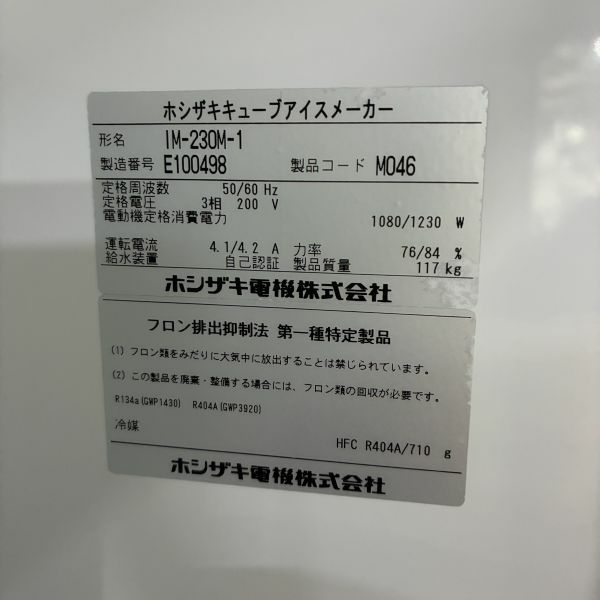 ホシザキキューブアイスメーカー
形名 IM-230M-1
製造番号 E100498 製品コード M046
定格周波数 50/60 Hz
定格電圧 3相 200 V
電動機定格消費電力 1080/1230 W
運転電流 4.1/4.2 A 力率 76/84 %
給水装置 自己認証 製品質量 117 kg
ホシザキ電機株式会社
フロン排出抑制法 第一種特定製品
(1) フロン類をみだりに大気中に放出することは禁じられています。
(2) この製品を廃棄・整備する場合には、フロン類の回収が必要です。
R134a(GWP1430) R404A(GWP3920)
冷媒 HFC R404A/710 g
ホシザキ電機株式会社